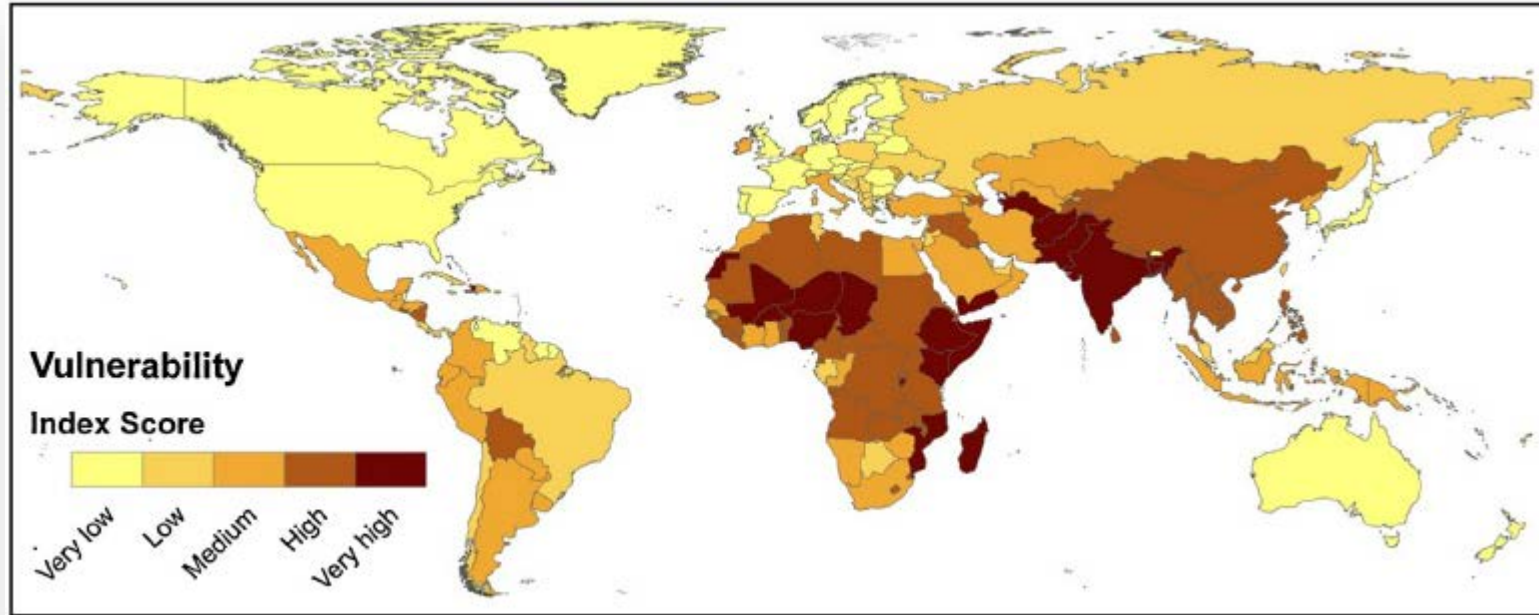 Vulnerability
Index Score
Very low
Low
Medium
High
Very high